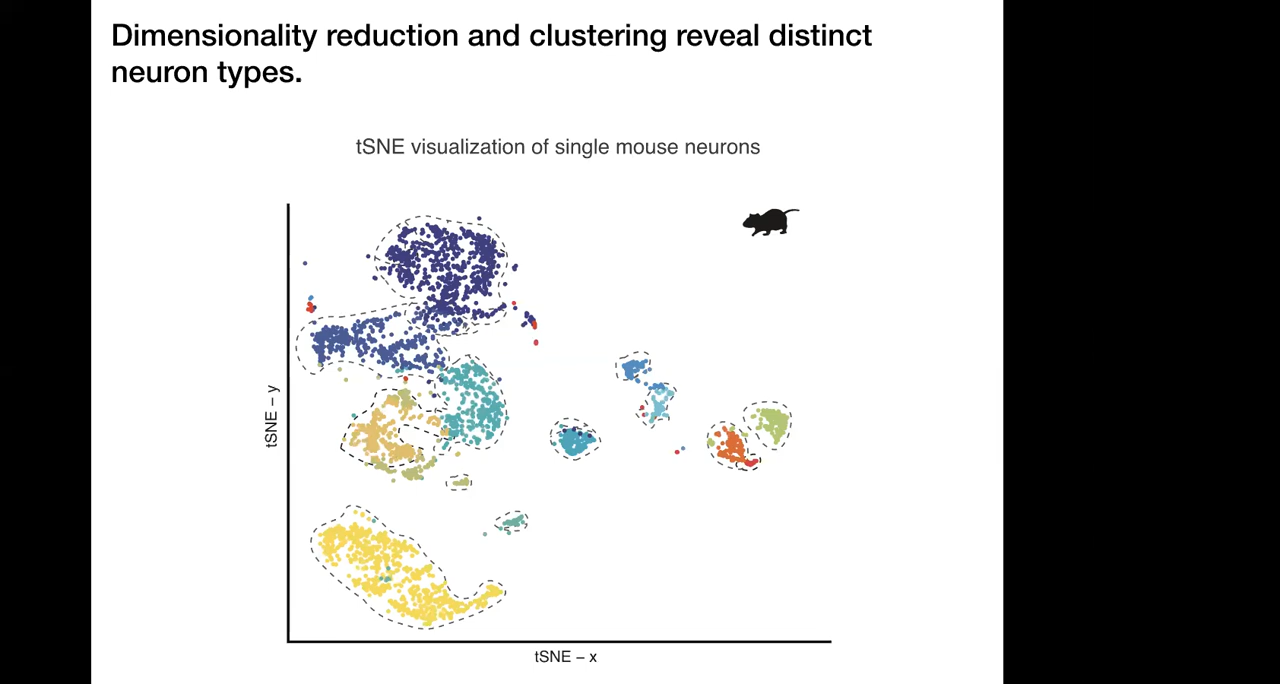 Dimensionality reduction and clustering reveal distinct
neuron types.
tSNE visualization of single mouse neurons
tSNE – y
tSNE – x